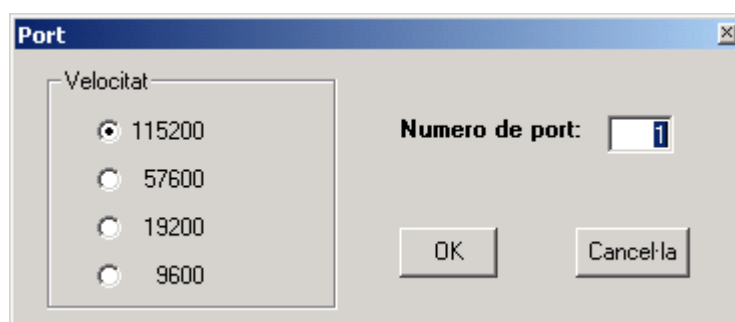 Port
Velocitat
115200
57600
19200
9600
Numero de port: 1
OK
Cancel·la